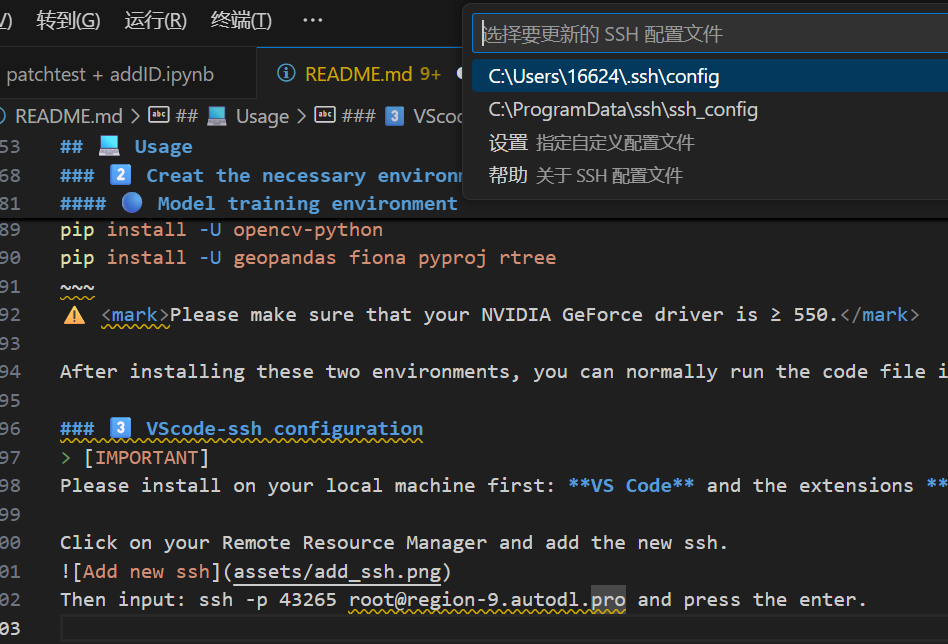 V) 转到(G) 运行(R) 终端(T) ···
选择要更新的 SSH 配置文件
C:\Users\16624\.ssh\config
C:\ProgramData\ssh\ssh_config
设置 指定自定义配置文件
帮助 关于 SSH 配置文件
patchtest + addID.ipynb README.md 9+
README.md > ## 💻 Usage > ### 3️⃣ VScod
53 ## 💻 Usage
68 ### 2️⃣ Creat the necessary environm
81 #### 🔵 Model training environment
89 pip install -U opencv-python
90 pip install -U geopandas fiona pyproj rtree
91 ~~~
92 ⚠️ <mark>Please make sure that your NVIDIA GeForce driver is ≥ 550.</mark>
93
94 After installing these two environments, you can normally run the code file i
95
96 ### 3️⃣ VScode-ssh configuration
97 > [IMPORTANT]
98 Please install on your local machine first: **VS Code** and the extensions **
99
00 Click on your Remote Resource Manager and add the new ssh.
01 ![Add new ssh](assets/add_ssh.png)
02 Then input: ssh -p 43265 root@region-9.autodl.pro and press the enter.
03